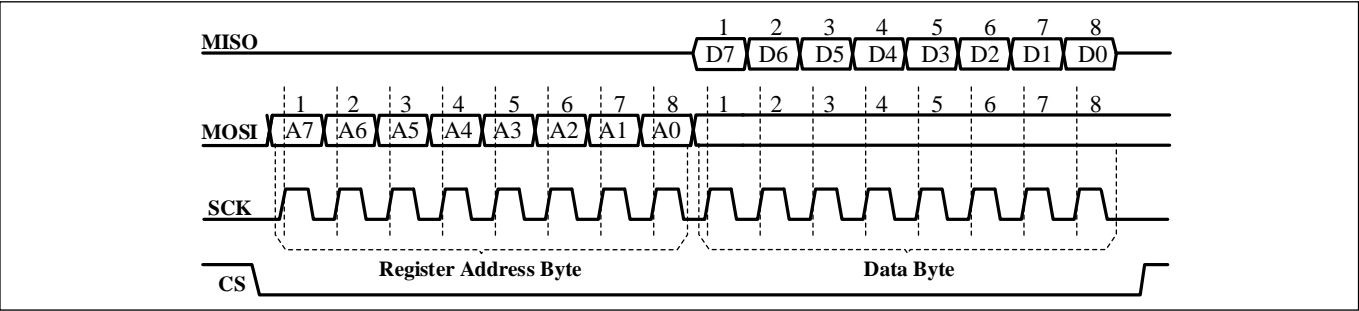 1 2 3 4 5 6 7 8
MISO D7 D6 D5 D4 D3 D2 D1 D0
1 2 3 4 5 6 7 8 1 2 3 4 5 6 7 8
MOSI A7 A6 A5 A4 A3 A2 A1 A0
SCK
Register Address Byte Data Byte
CS